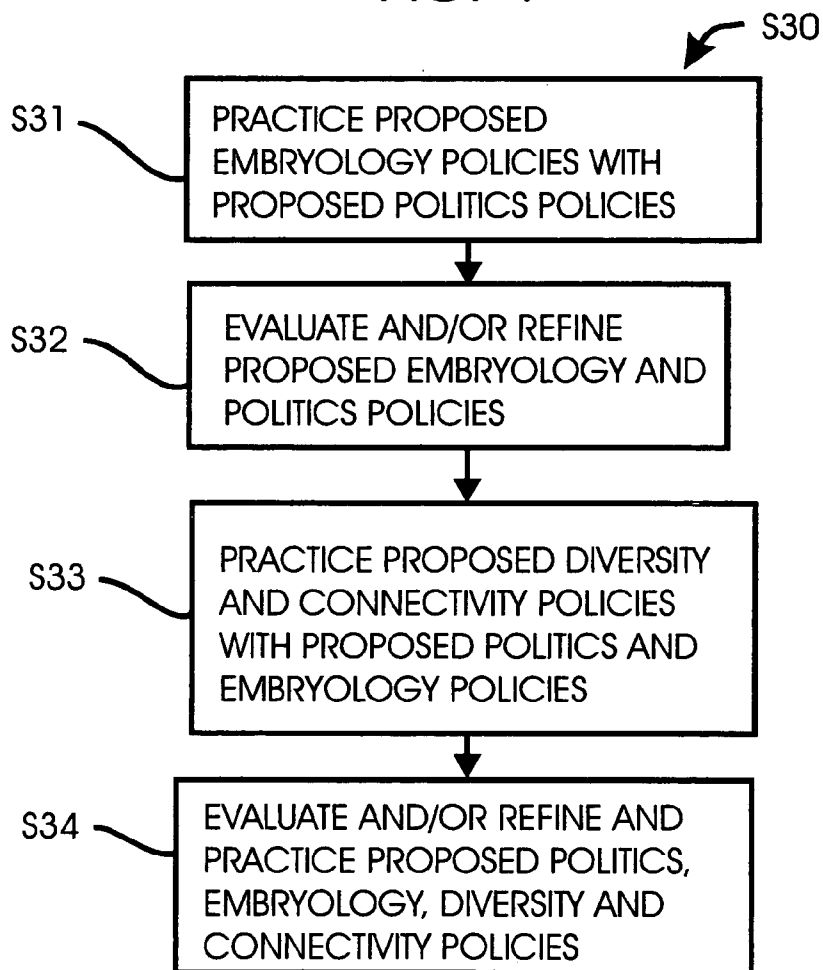 S30
S31
PRACTICE PROPOSED
EMBRYOLOGY POLICIES WITH
PROPOSED POLITICS POLICIES
S32
EVALUATE AND/OR REFINE
PROPOSED EMBRYOLOGY AND
POLITICS POLICIES
S33
PRACTICE PROPOSED DIVERSITY
AND CONNECTIVITY POLICIES
WITH PROPOSED POLITICS AND
EMBRYOLOGY POLICIES
S34
EVALUATE AND/OR REFINE AND
PRACTICE PROPOSED POLITICS,
EMBRYOLOGY, DIVERSITY AND
CONNECTIVITY POLICIES